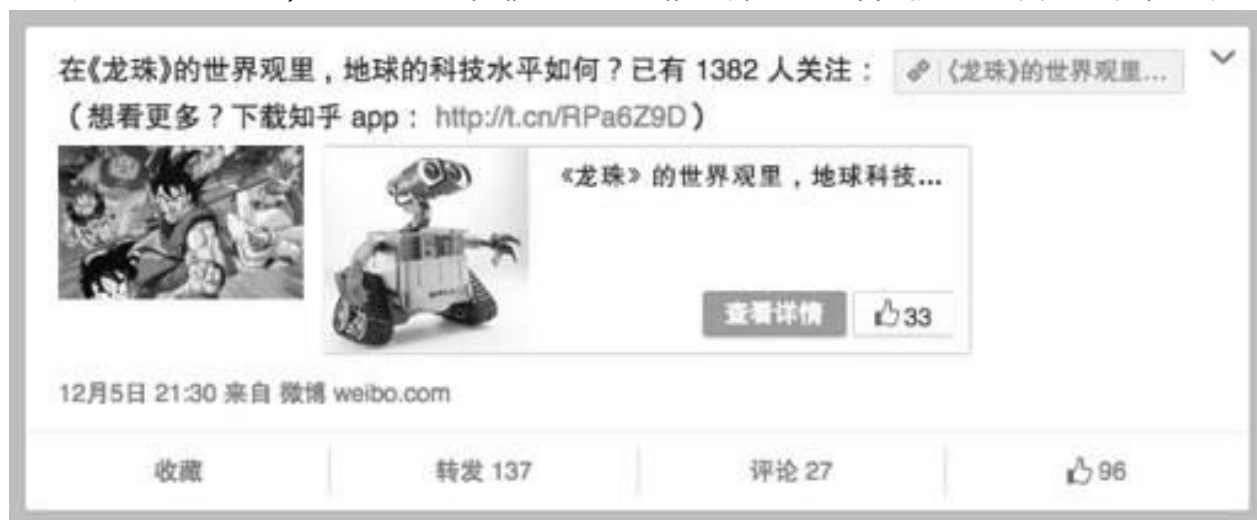 在《龙珠》的世界观里，地球的科技水平如何？已有 1382 人关注： 《龙珠》的世界观里...
（想看更多？下载知乎 app： http://t.cn/RPa6Z9D）
《龙珠》的世界观里，地球科技...
查看详情 33
12月5日 21:30 来自 微博 weibo.com
收藏 转发 137 评论 27 96